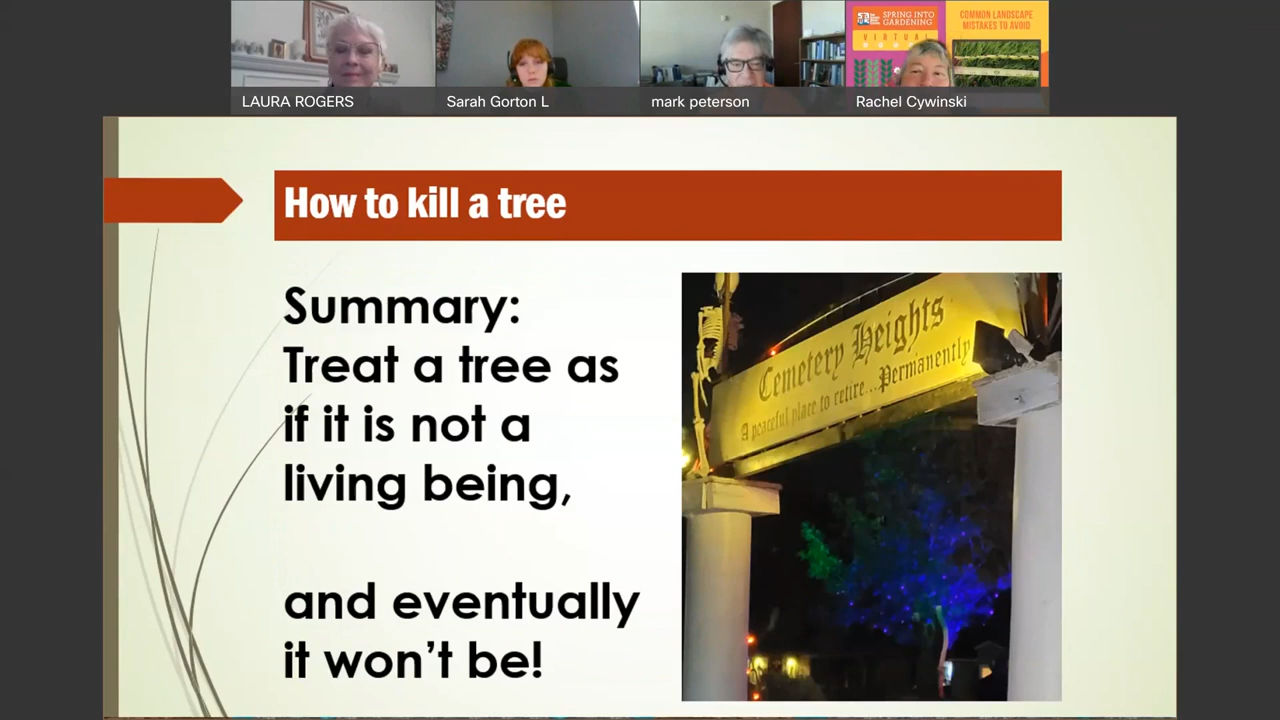 SPRING INTO
GARDENING
VIRTUAL
COMMON LANDSCAPE
MISTAKES TO AVOID
LAURA ROGERS
Sarah Gorton L
mark peterson
Rachel Cywinski
How to kill a tree
Summary:
Treat a tree as
if it is not a
living being,
and eventually
it won’t be!
Cemetery Heights
A peaceful place to retire...Permanently